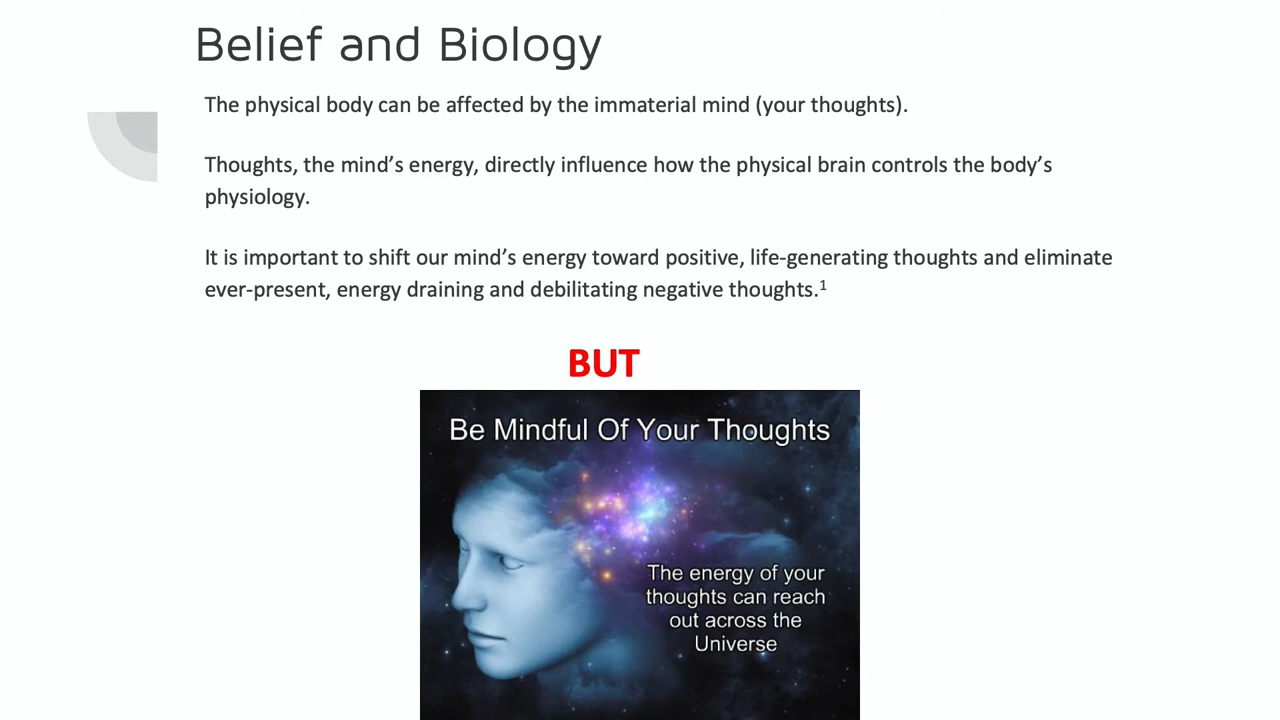 Belief and Biology
The physical body can be affected by the immaterial mind (your thoughts).
Thoughts, the mind’s energy, directly influence how the physical brain controls the body’s
physiology.
It is important to shift our mind’s energy toward positive, life-generating thoughts and eliminate
ever-present, energy draining and debilitating negative thoughts.¹
BUT
Be Mindful Of Your Thoughts
The energy of your
thoughts can reach
out across the
Universe